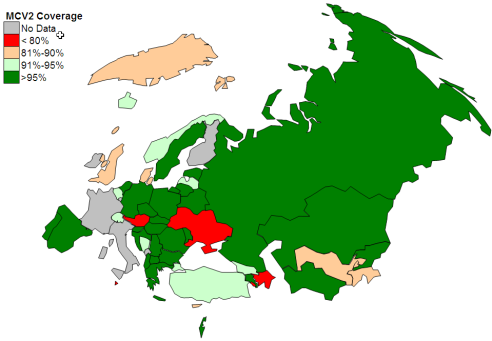 MCV2 Coverage
No Data
< 80%
81%-90%
91%-95%
>95%